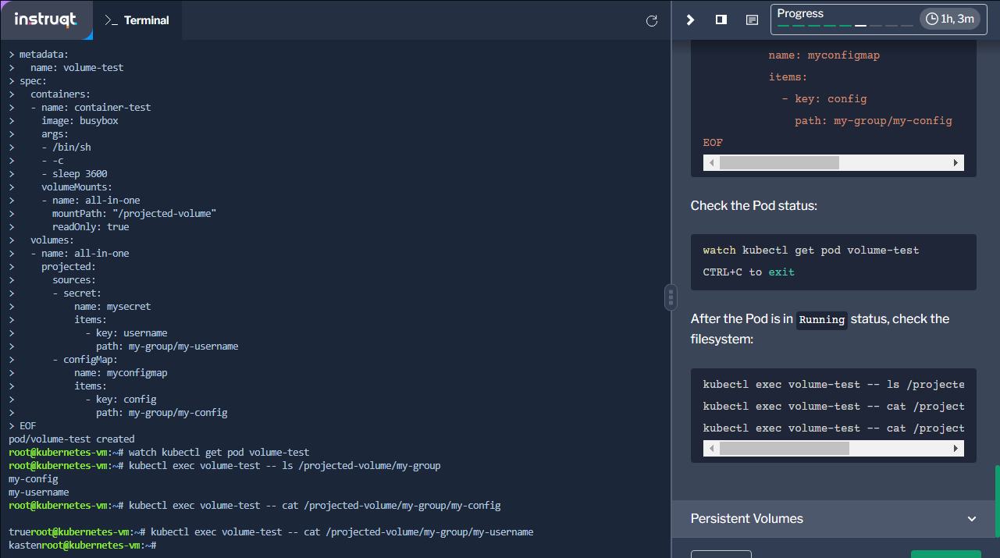 instruqt
>_ Terminal
Progress
1h, 3m
> metadata:
>   name: volume-test
> spec:
>   containers:
>   - name: container-test
>     image: busybox
>     args:
>     - /bin/sh
>     - -c
>     - sleep 3600
>     volumeMounts:
>     - name: all-in-one
>       mountPath: "/projected-volume"
>       readOnly: true
>   volumes:
>   - name: all-in-one
>     projected:
>       sources:
>       - secret:
>           name: mysecret
>           items:
>             - key: username
>               path: my-group/my-username
>       - configMap:
>           name: myconfigmap
>           items:
>             - key: config
>               path: my-group/my-config
> EOF
pod/volume-test created
root@kubernetes-vm:~# watch kubectl get pod volume-test
root@kubernetes-vm:~# kubectl exec volume-test -- ls /projected-volume/my-group
my-config
my-username
root@kubernetes-vm:~# kubectl exec volume-test -- cat /projected-volume/my-group/my-config
trueroot@kubernetes-vm:~# kubectl exec volume-test -- cat /projected-volume/my-group/my-username
kastenroot@kubernetes-vm:~#
name: myconfigmap
items:
- key: config
path: my-group/my-config
EOF
Check the Pod status:
watch kubectl get pod volume-test
CTRL+C to exit
After the Pod is in Running status, check the
filesystem:
kubectl exec volume-test -- ls /projecte
kubectl exec volume-test -- cat /project
kubectl exec volume-test -- cat /project
Persistent Volumes